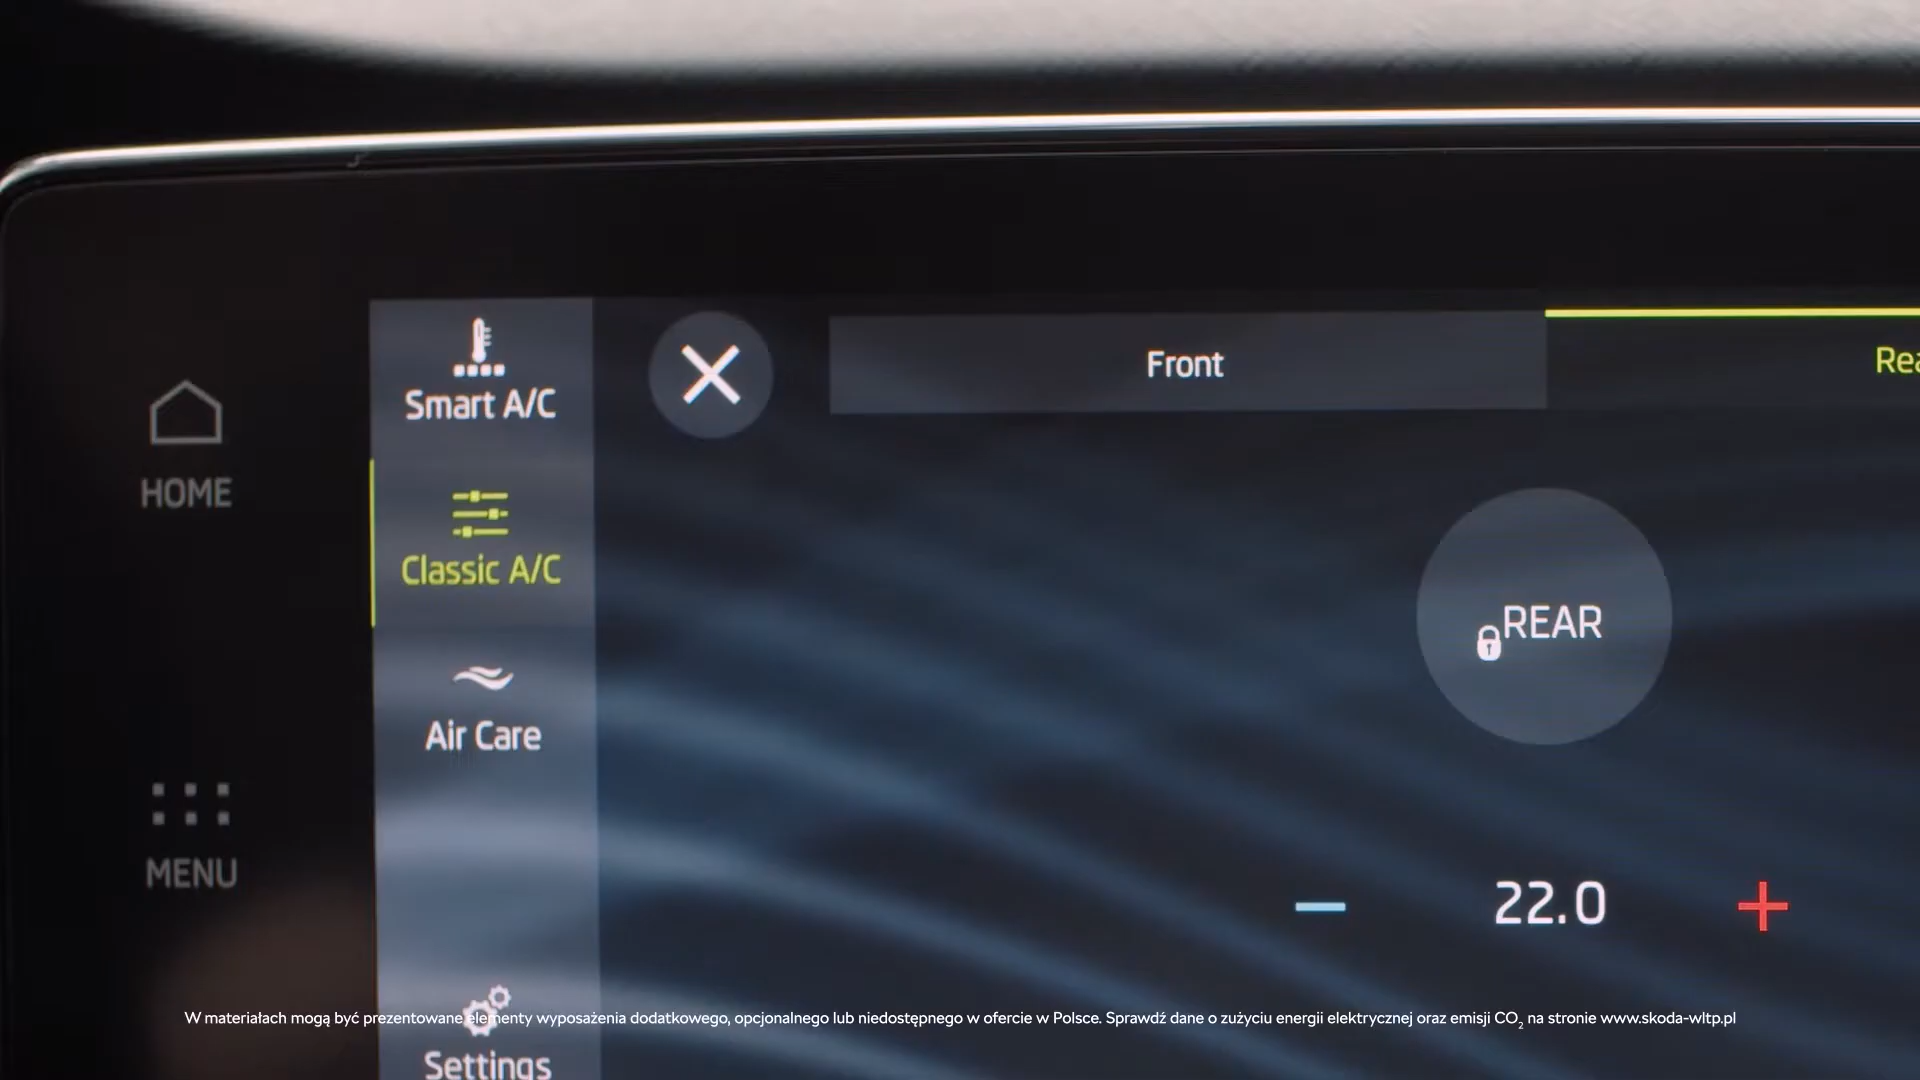 Smart A/C
Front
HOME
Classic A/C
REAR
Air Care
MENU
22.0
W materiałach mogą być prezentowane elementy wyposażenia dodatkowego, opcjonalnego lub niedostępnego w ofercie w Polsce. Sprawdź dane o zużyciu energii elektrycznej oraz emisji CO₂ na stronie www.skoda-wltp.pl
Settings